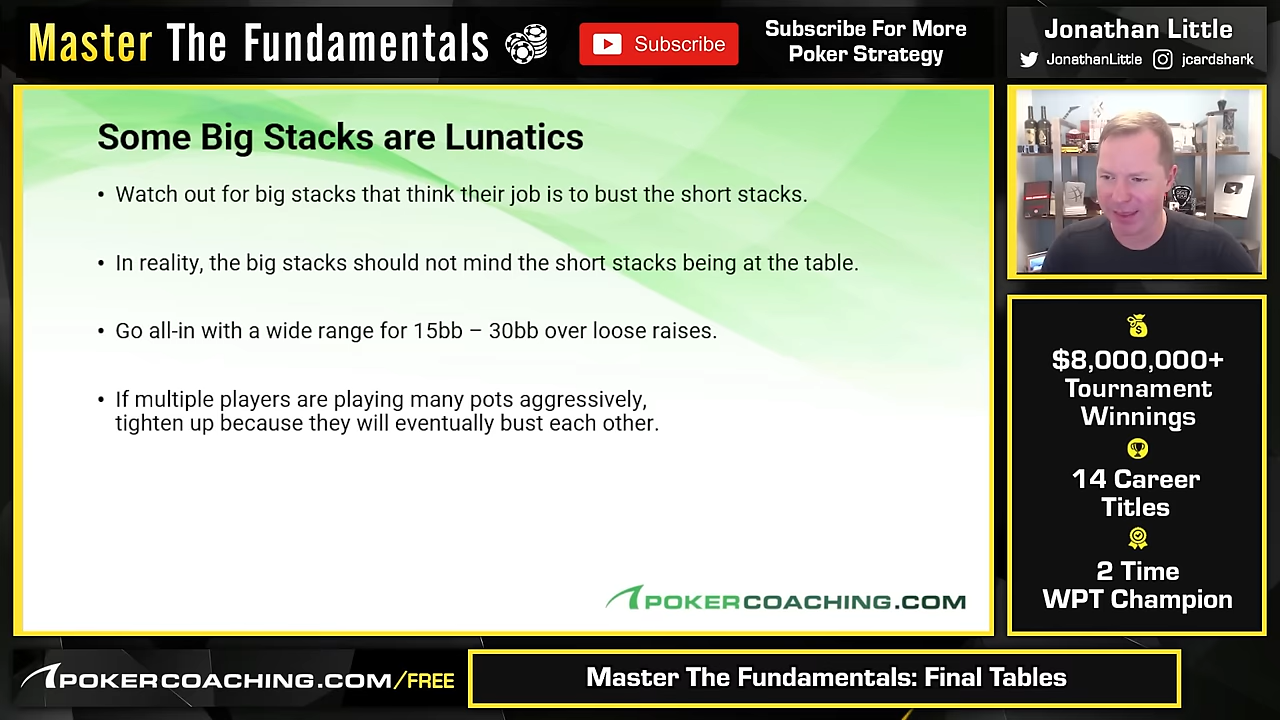 Master The Fundamentals
Subscribe
Subscribe For More
Poker Strategy
Jonathan Little
JonathanLittle
jcardshark
Some Big Stacks are Lunatics
• Watch out for big stacks that think their job is to bust the short stacks.
• In reality, the big stacks should not mind the short stacks being at the table.
• Go all-in with a wide range for 15bb – 30bb over loose raises.
• If multiple players are playing many pots aggressively,
tighten up because they will eventually bust each other.
POKERCOACHING.COM
$8,000,000+
Tournament
Winnings
14 Career
Titles
2 Time
WPT Champion
POKERCOACHING.COM/FREE
Master The Fundamentals: Final Tables